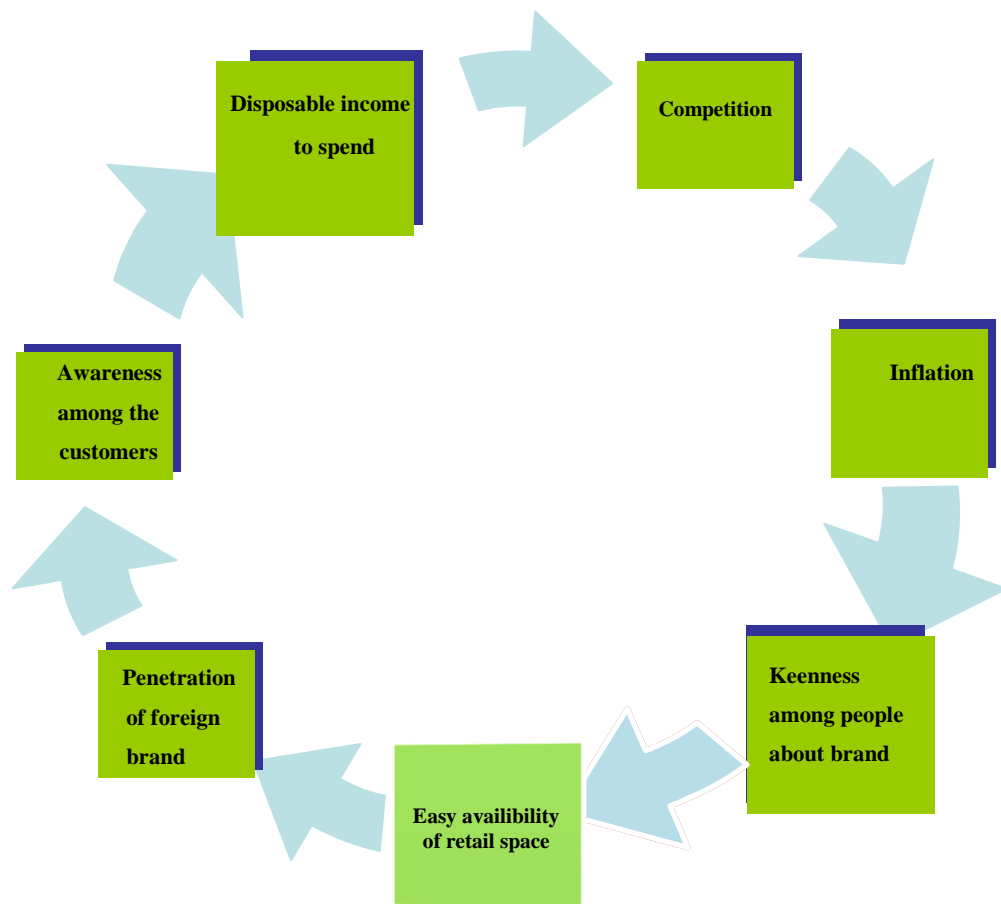 Disposable income
to spend
Competition
Inflation
Keenness
among people
about brand
Easy availibility
of retail space
Penetration
of foreign
brand
Awareness
among the
customers